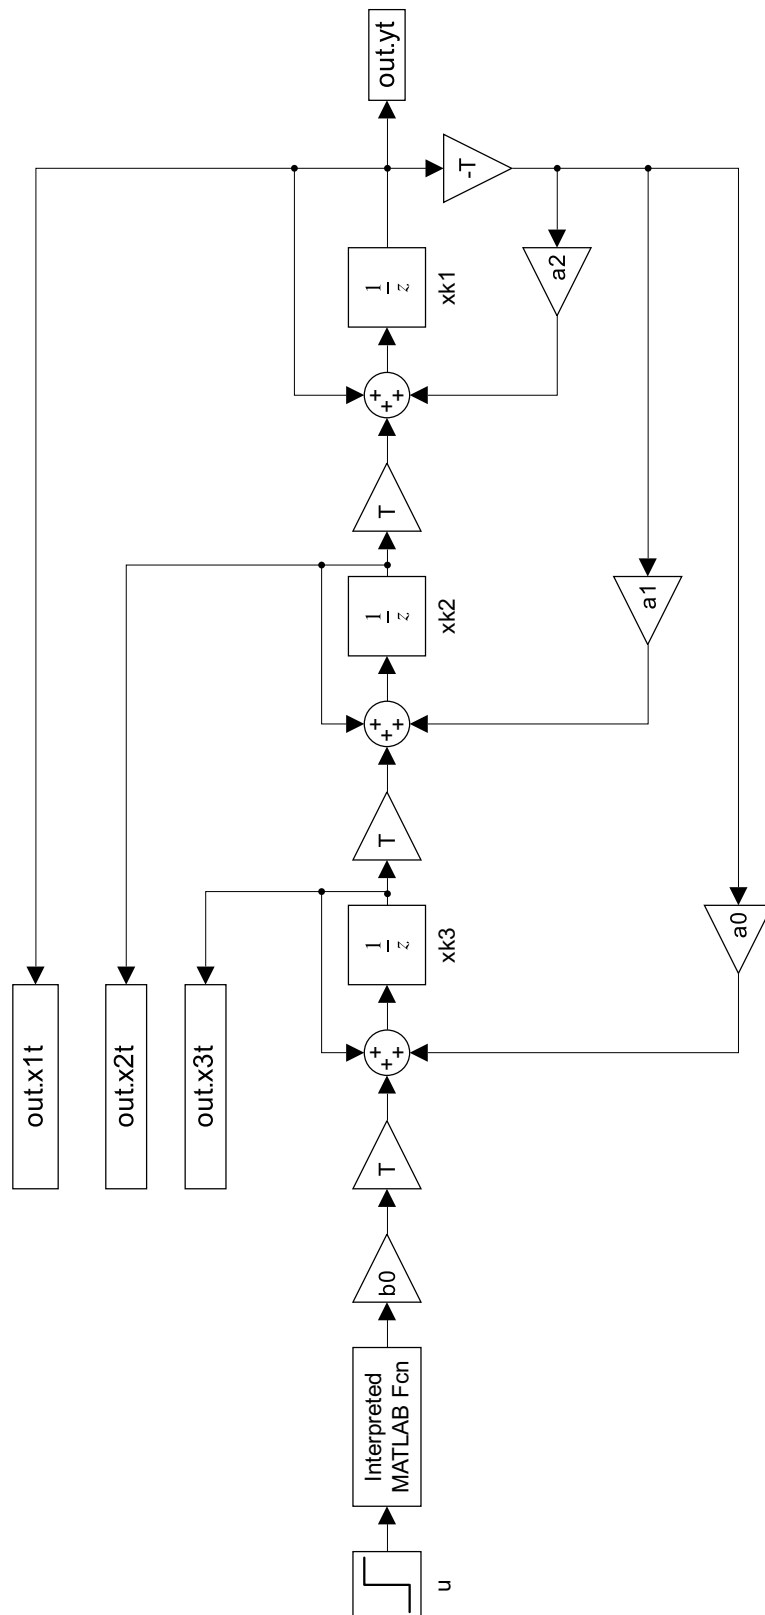 u
Interpreted
MATLAB Fcn
b0
T
+
+
+
1
z
xk3
T
+
+
+
1
z
xk2
T
+
+
+
1
z
xk1
-T
a2
a1
a0
out.yt
out.x1t
out.x2t
out.x3t